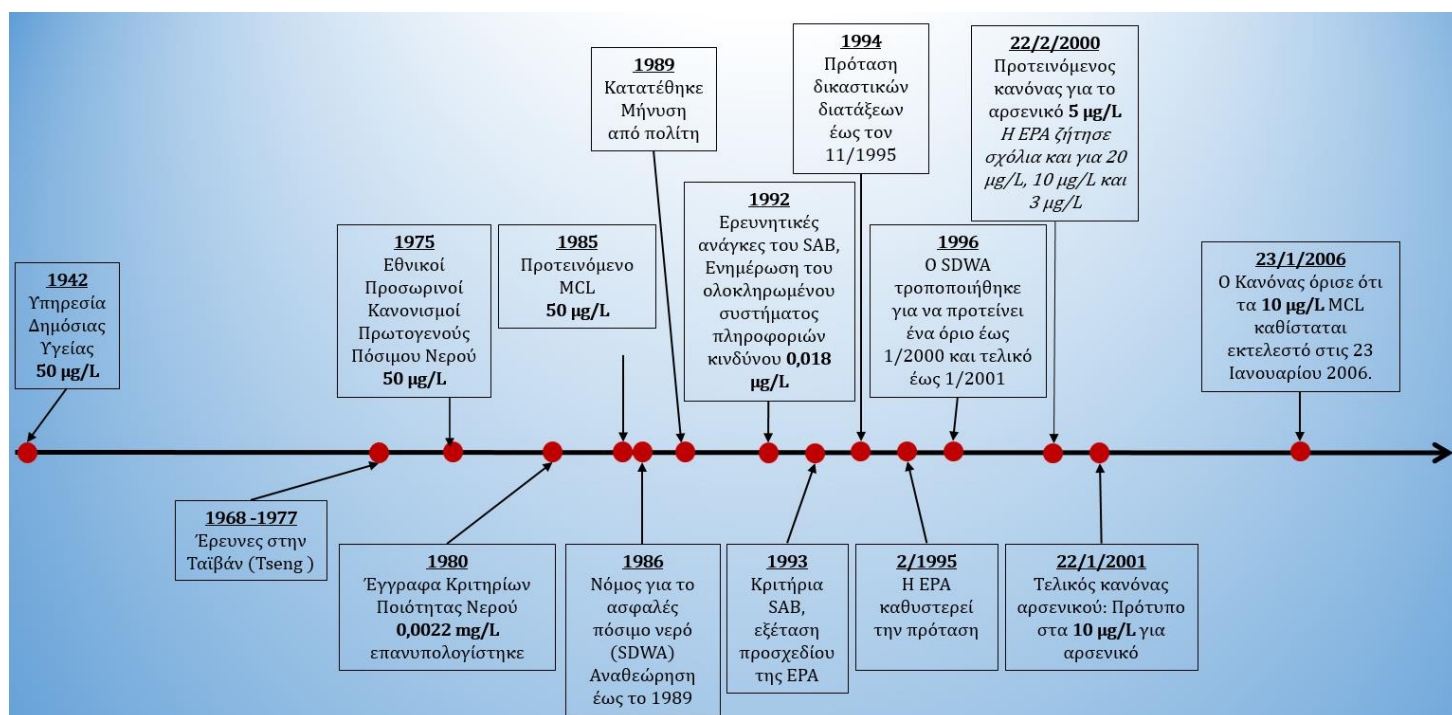 1942
Υπηρεσία
Δημόσιας
Υγείας
50 μg/L
1968 -1977
Έρευνες στην
Ταϊβάν (Tseng )
1975
Εθνικοί
Προσωρινοί
Κανονισμοί
Πρωτογενούς
Πόσιμου Νερού
50 μg/L
1980
Έγγραφα Κριτηρίων
Ποιότητας Νερού
0,0022 mg/L
επανυπολογίστηκε
1985
Προτεινόμενο
MCL
50 μg/L
1986
Νόμος για το
ασφαλές
πόσιμο νερό
(SDWA)
Αναθεώρηση
έως το 1989
1989
Κατατέθηκε
Μήνυση
από πολίτη
1992
Ερευνητικές
ανάγκες του SAB,
Ενημέρωση του
ολοκληρωμένου
συστήματος
πληροφοριών
κινδύνου 0,018
μg/L
1993
Κριτήρια
SAB,
εξέταση
προσχεδίου
της EPA
1994
Πρόταση
δικαστικών
διατάξεων
έως τον
11/1995
2/1995
Η EPA
καθυστερεί
την πρόταση
1996
Ο SDWA
τροποποιήθηκε
για να προτείνει
ένα όριο έως
1/2000 και τελικό
έως 1/2001
22/2/2000
Προτεινόμενος
κανόνας για το
αρσενικό 5 μg/L
Η EPA ζήτησε
σχόλια και για 20
μg/L, 10 μg/L και
3 μg/L
22/1/2001
Τελικός κανόνας
αρσενικού: Πρότυπο
στα 10 μg/L για
αρσενικό
23/1/2006
Ο Κανόνας όρισε ότι
τα 10 μg/L MCL
καθίσταται
εκτελεστό στις 23
Ιανουαρίου 2006.